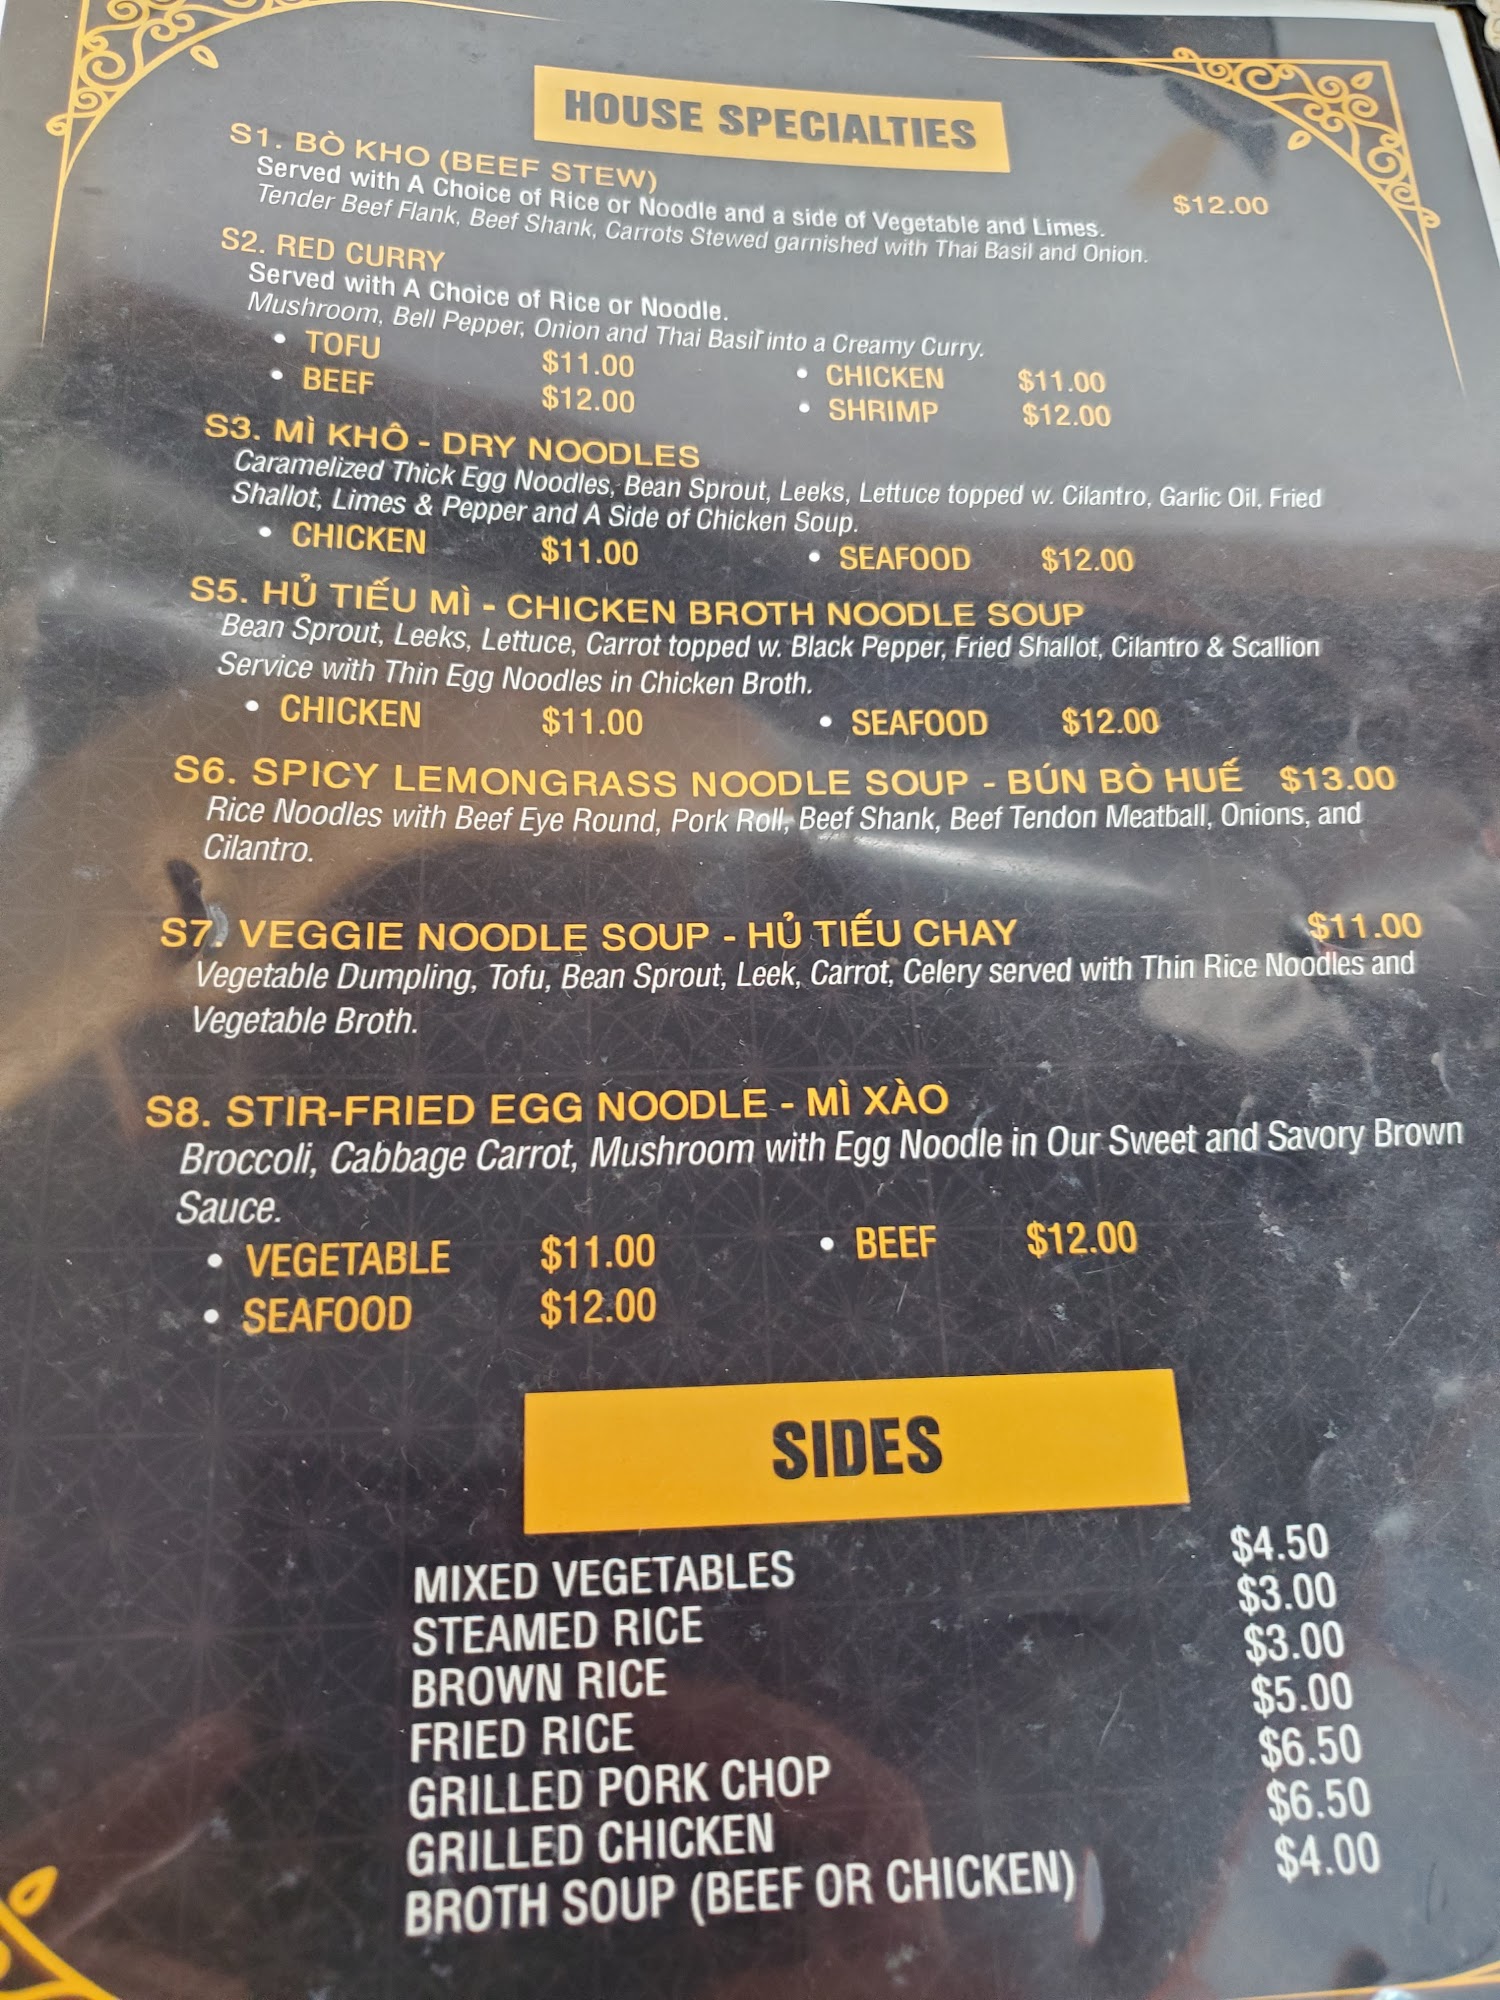 HOUSE SPECIALTIES
S1. BÒ KHO (BEEF STEW) $12.00
Served with A Choice of Rice or Noodle and a side of Vegetable and Limes.
Tender Beef Flank, Beef Shank, Carrots Stewed garnished with Thai Basil and Onion.
S2. RED CURRY
Served with A Choice of Rice or Noodle.
Mushroom, Bell Pepper, Onion and Thai Basil into a Creamy Curry.
• TOFU $11.00 • CHICKEN $11.00
• BEEF $12.00 • SHRIMP $12.00
S3. MÌ KHÔ - DRY NOODLES
Caramelized Thick Egg Noodles, Bean Sprout, Leeks, Lettuce topped w. Cilantro, Garlic Oil, Fried
Shallot, Limes & Pepper and A Side of Chicken Soup.
• CHICKEN $11.00 • SEAFOOD $12.00
S5. HỦ TIẾU MÌ - CHICKEN BROTH NOODLE SOUP
Bean Sprout, Leeks, Lettuce, Carrot topped w. Black Pepper, Fried Shallot, Cilantro & Scallion
Service with Thin Egg Noodles in Chicken Broth.
• CHICKEN $11.00 • SEAFOOD $12.00
S6. SPICY LEMONGRASS NOODLE SOUP - BÚN BÒ HUẾ $13.00
Rice Noodles with Beef Eye Round, Pork Roll, Beef Shank, Beef Tendon Meatball, Onions, and
Cilantro.
S7. VEGGIE NOODLE SOUP - HỦ TIẾU CHAY $11.00
Vegetable Dumpling, Tofu, Bean Sprout, Leek, Carrot, Celery served with Thin Rice Noodles and
Vegetable Broth.
S8. STIR-FRIED EGG NOODLE - MÌ XÀO
Broccoli, Cabbage Carrot, Mushroom with Egg Noodle in Our Sweet and Savory Brown
Sauce.
• VEGETABLE $11.00 • BEEF $12.00
• SEAFOOD $12.00
SIDES
MIXED VEGETABLES $4.50
STEAMED RICE $3.00
BROWN RICE $3.00
FRIED RICE $5.00
GRILLED PORK CHOP $6.50
GRILLED CHICKEN $6.50
BROTH SOUP (BEEF OR CHICKEN) $4.00